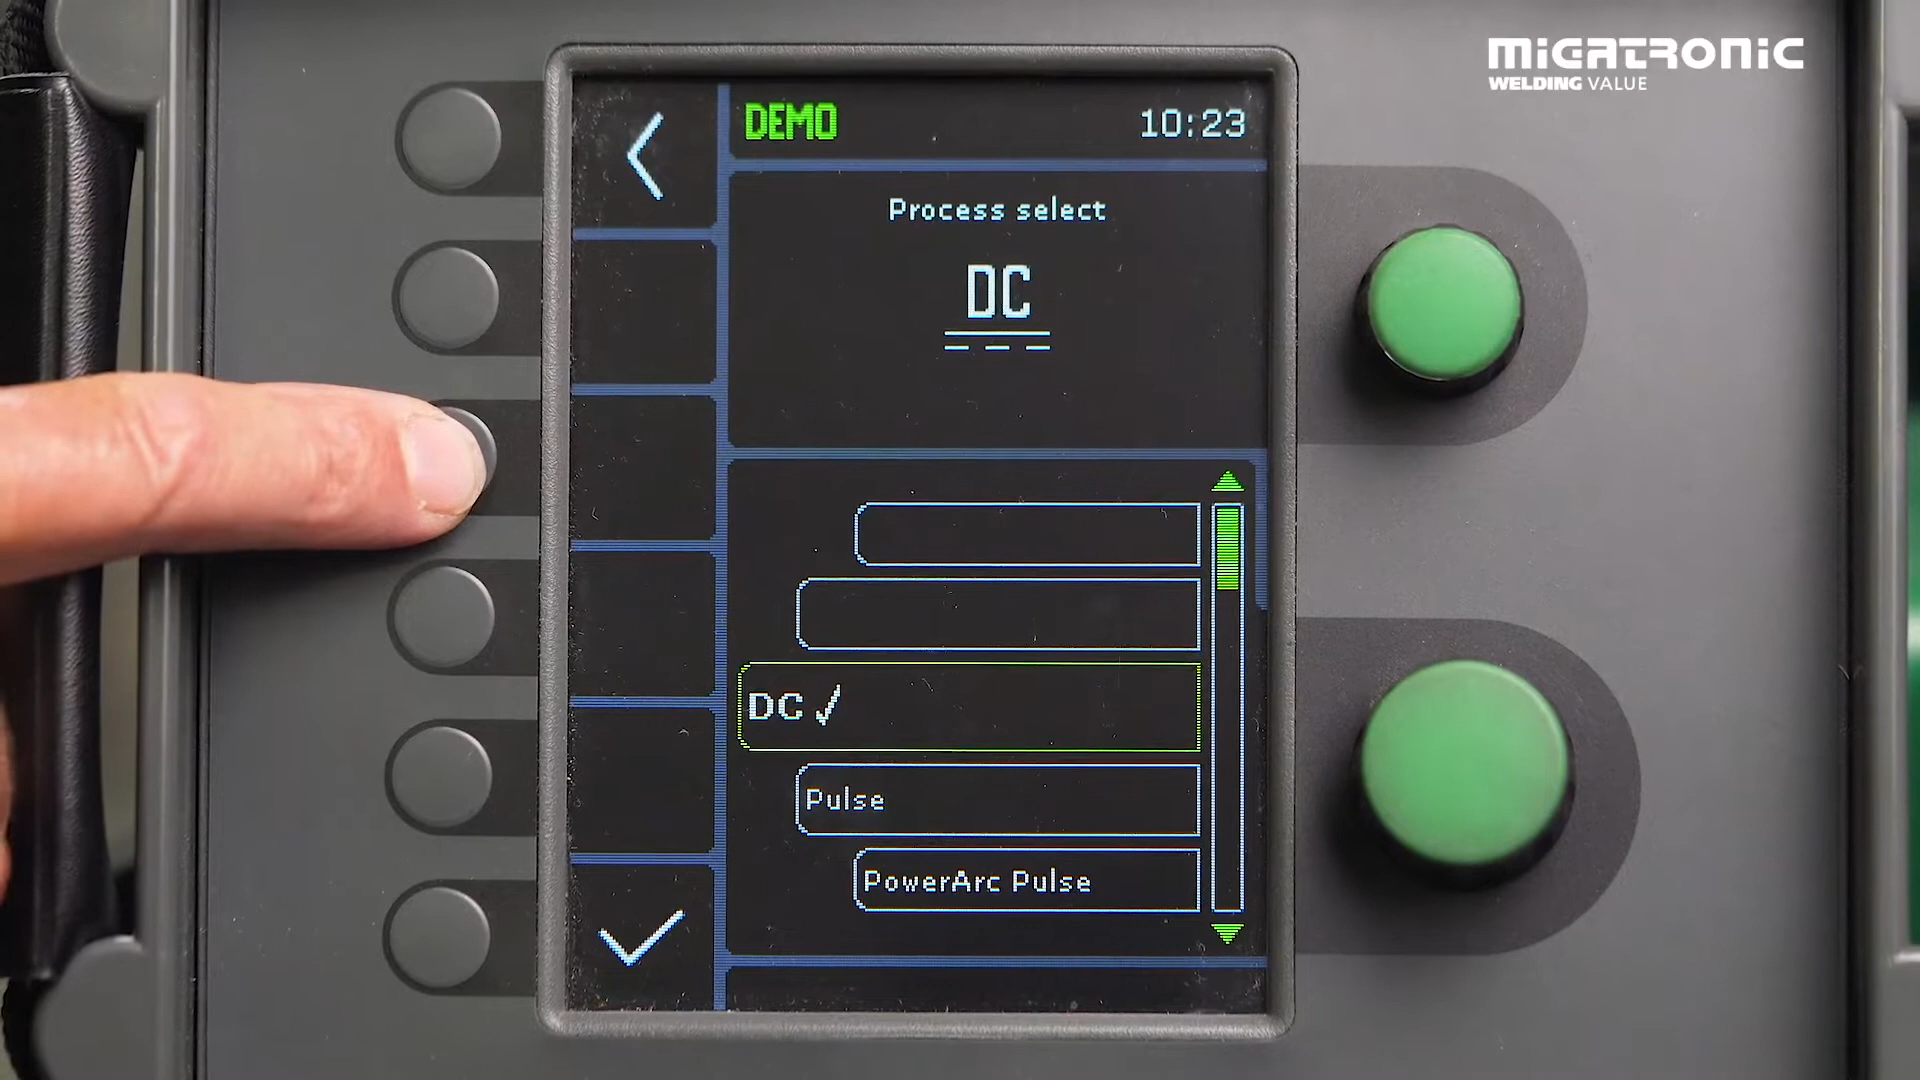 MIGATRONIC
WELDING VALUE
DEMO
10:23
Process select
DC
DC
Pulse
PowerArc Pulse